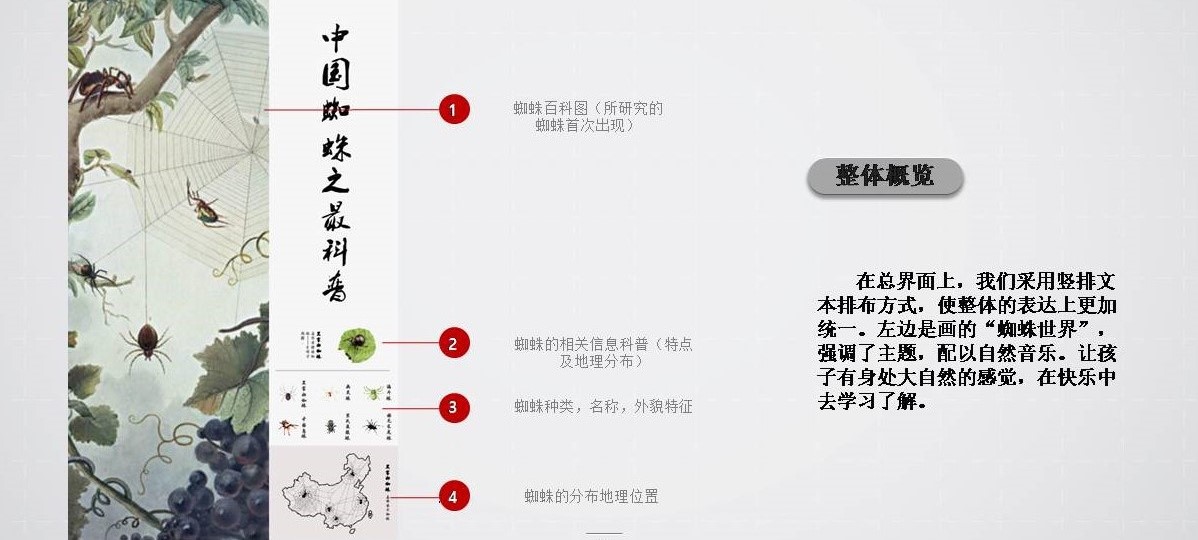 中国蜘蛛之最科普
1
蜘蛛百科图（所研究的
蜘蛛首次出现）
2
蜘蛛的相关信息科普（特点
及地理分布）
3
蜘蛛种类，名称，外貌特征
4
蜘蛛的分布地理位置
整体概览
在总界面上，我们采用竖排文
本排布方式，使整体的表达上更加
统一。左边是画的“蜘蛛世界”，
强调了主题，配以自然音乐。让孩
子有身处大自然的感觉，在快乐中
去学习了解。